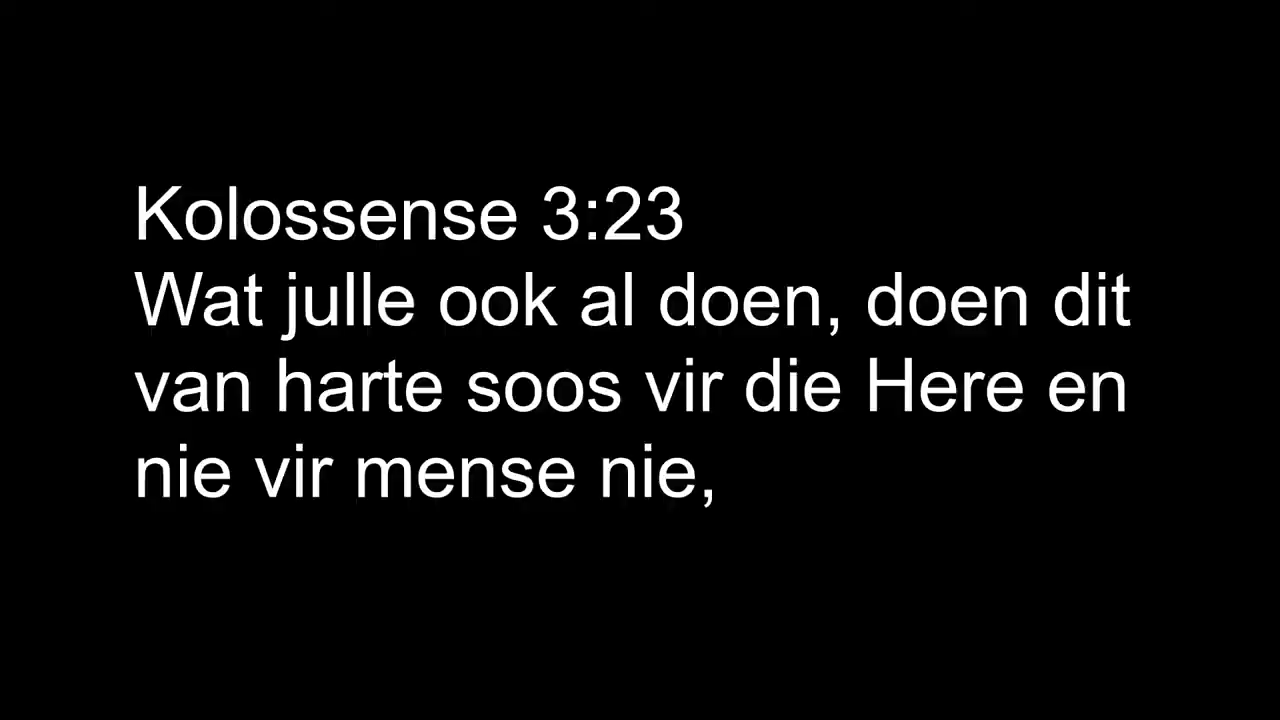 Kolossense 3:23
Wat julle ook al doen, doen dit
van harte soos vir die Here en
nie vir mense nie,